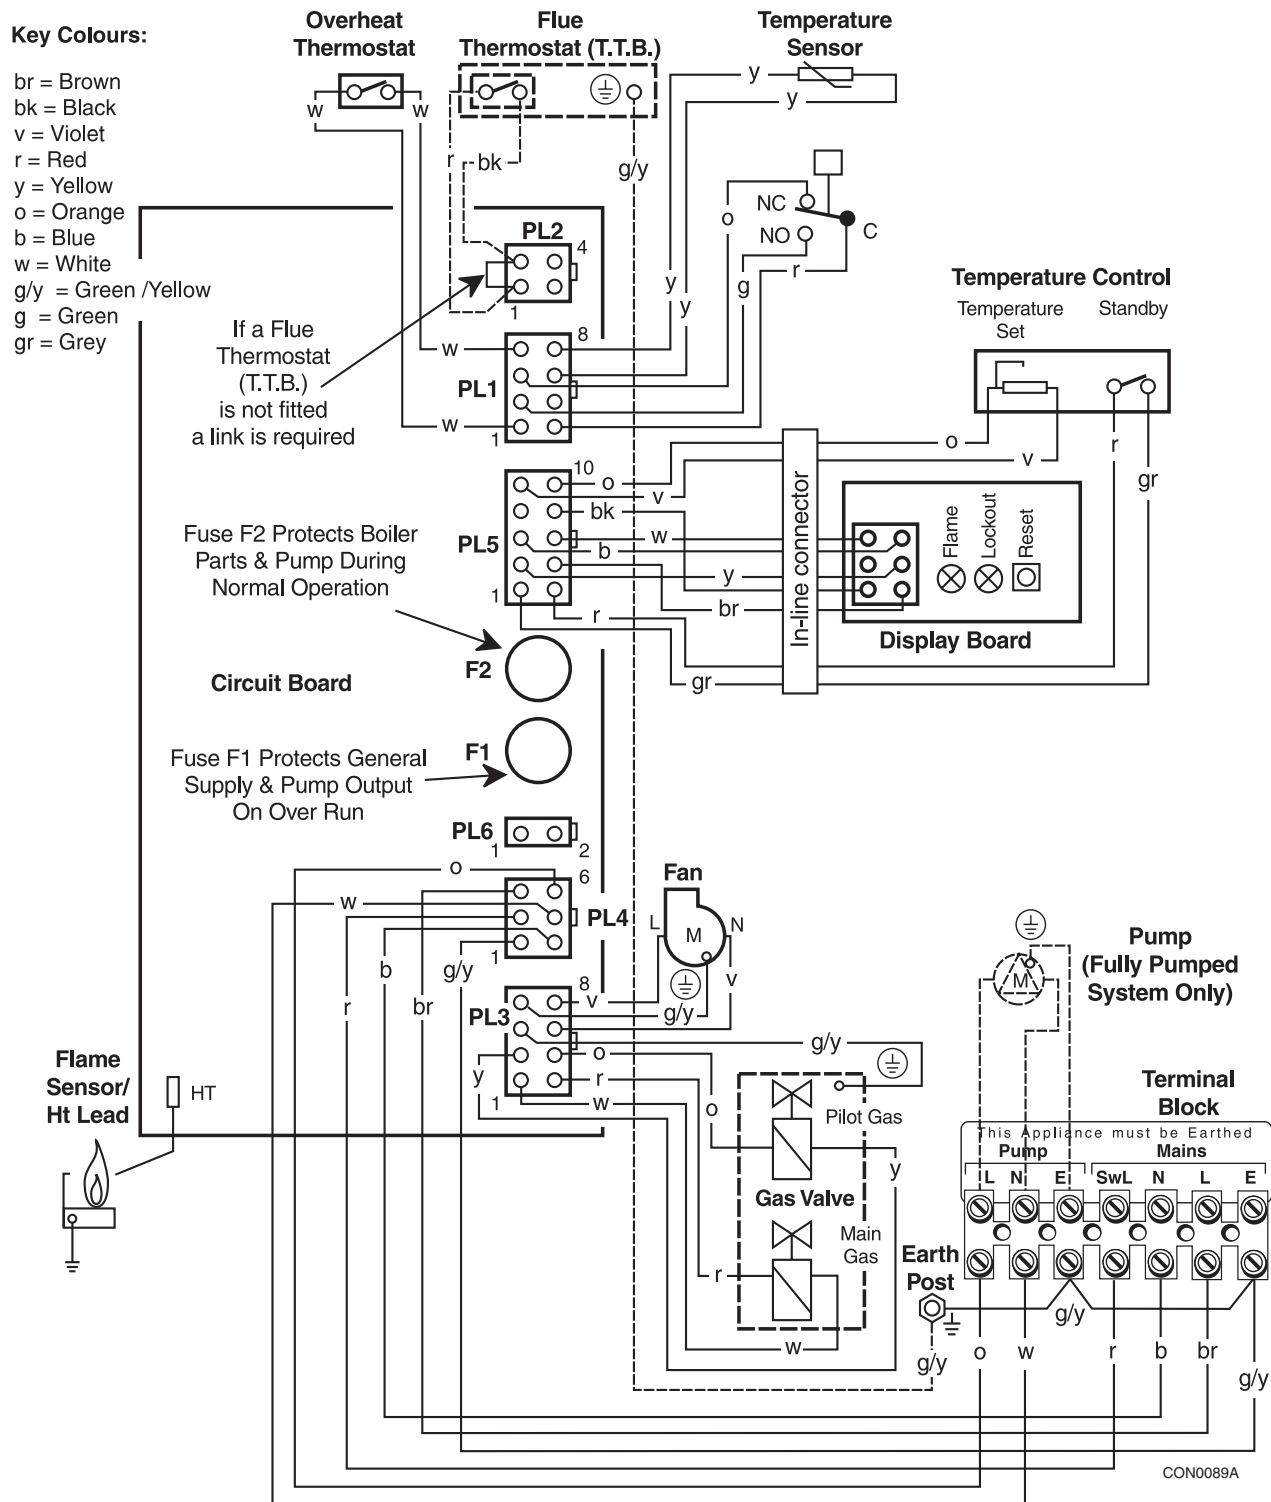 Key Colours:
br = Brown
bk = Black
v = Violet
r = Red
y = Yellow
o = Orange
b = Blue
w = White
g/y = Green /Yellow
g = Green
gr = Grey
Overheat
Thermostat
Flue
Thermostat (T.T.B.)
Temperature
Sensor
w
w
r
bk
g/y
y
y
NC
NO
C
o
g
r
y
y
PL2
4
1
If a Flue
Thermostat
(T.T.B.)
is not fitted
a link is required
w
w
PL1
8
1
Temperature Control
Temperature
Set
Standby
o
v
r
gr
PL5
10
1
o
v
bk
w
b
y
br
r
gr
In-line connector
Flame
Lockout
Reset
Display Board
Fuse F2 Protects Boiler
Parts & Pump During
Normal Operation
F2
Circuit Board
F1
Fuse F1 Protects General
Supply & Pump Output
On Over Run
PL6
1
2
o
w
6
PL4
1
b
g/y
r
br
Fan
L
M
N
v
v
g/y
PL3
8
1
y
o
r
w
g/y
o
Pilot Gas
y
Gas Valve
Main
Gas
r
w
Flame
Sensor/
Ht Lead
HT
M
Pump
(Fully Pumped
System Only)
Terminal
Block
This Appliance must be Earthed
Pump
Mains
L N E SwL N L E
Earth
Post
g/y
g/y
o
w
r
b
br
g/y
CON0089A